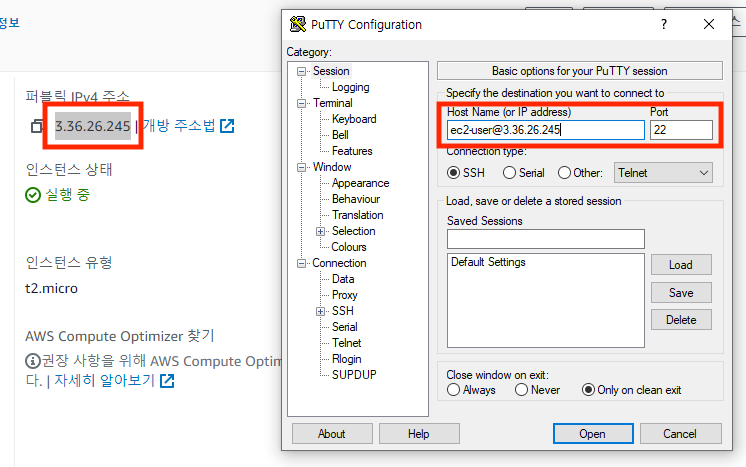 정보
스
퍼블릭 IPv4 주소
3.36.26.245 | 개방 주소법
인스턴스 상태
실행 중
인스턴스 유형
t2.micro
AWS Compute Optimizer 찾기
권장 사항을 위해 AWS Compute Optim
다. | 자세히 알아보기
PuTTY Configuration
?
Category:
Session
Logging
Terminal
Keyboard
Bell
Features
Window
Appearance
Behaviour
Translation
Selection
Colours
Connection
Data
Proxy
SSH
Serial
Telnet
Rlogin
SUPDUP
Basic options for your PuTTY session
Specify the destination you want to connect to
Host Name (or IP address) Port
ec2-user@3.36.26.245 22
Connection type:
SSH Serial Other: Telnet
Load, save or delete a stored session
Saved Sessions
Default Settings
Load
Save
Delete
Close window on exit:
Always Never Only on clean exit
About Help Open Cancel